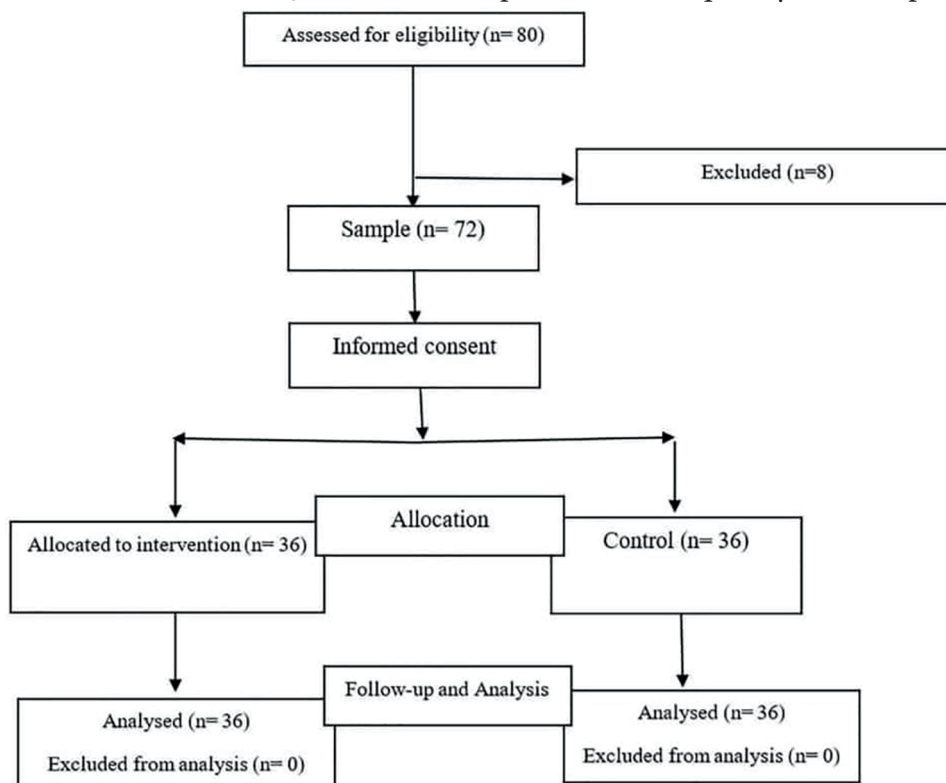 Assessed for eligibility (n= 80)
Excluded (n=8)
Sample (n= 72)
Informed consent
Allocation
Allocated to intervention (n= 36)
Control (n= 36)
Follow-up and Analysis
Analysed (n= 36)
Excluded from analysis (n= 0)
Analysed (n= 36)
Excluded from analysis (n= 0)